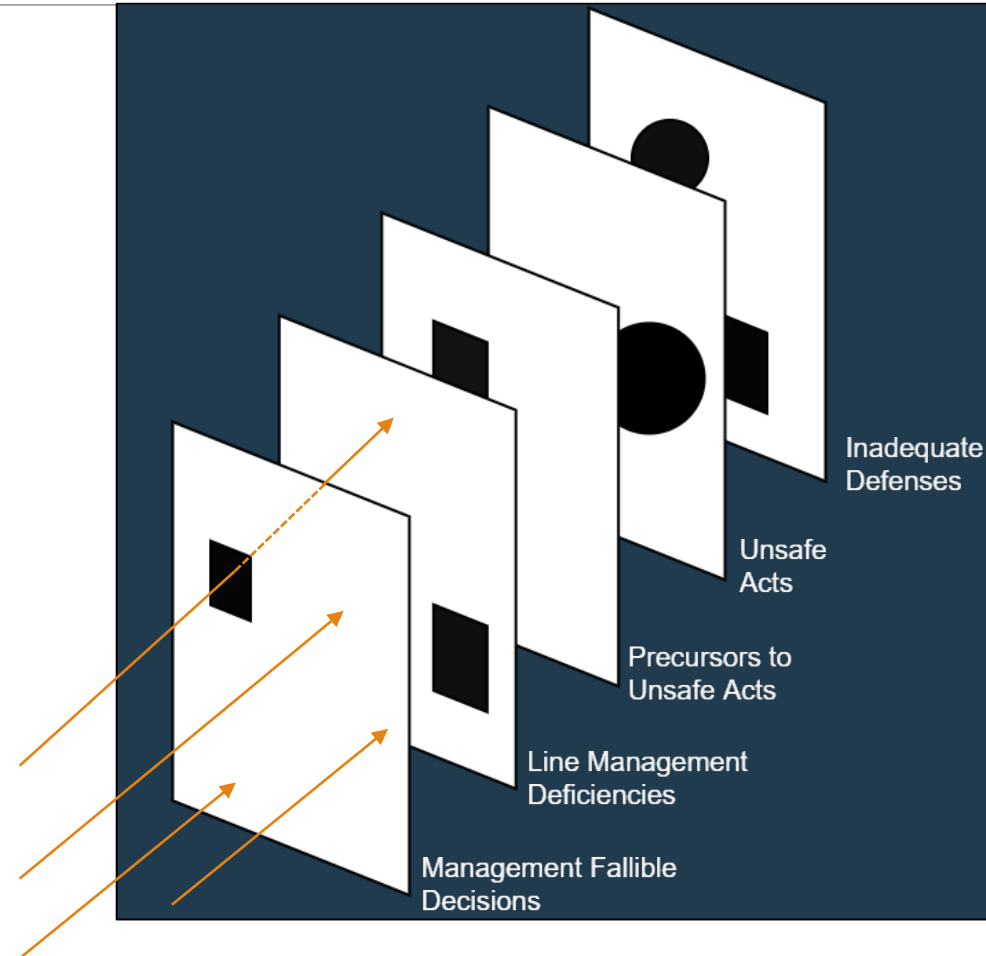 Inadequate
Defenses
Unsafe
Acts
Precursors to
Unsafe Acts
Line Management
Deficiencies
Management Fallible
Decisions